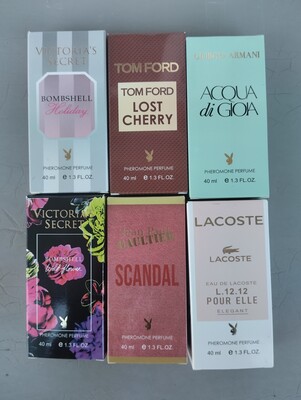 VICTORIA'S
SECRET
BOMBSHELL
Holiday
PHEROMONE PERFUME
40 ml e 1.3 FL.OZ.
TOM FORD
TOM FORD
LOST
CHERRY
PHEROMONE PERFUME
40 ml e 1.3 FL.OZ.
ARMANI
ACQUA
di GIOIA
PHEROMONE PERFUME
40 ml e 1.3 FL.OZ.
VICTORIA'S
SECRET
BOMBSHELL
Wildflower
PHEROMONE PERFUME
40 ml e 1.3 FL.OZ.
GAULTIER
SCANDAL
PHEROMONE PERFUME
40 ml e 1.3 FL.OZ.
LACOSTE
LACOSTE
EAU DE LACOSTE
L.12.12
POUR ELLE
ELEGANT
PHEROMONE PERFUME
40 ml e 1.3 FL.OZ.